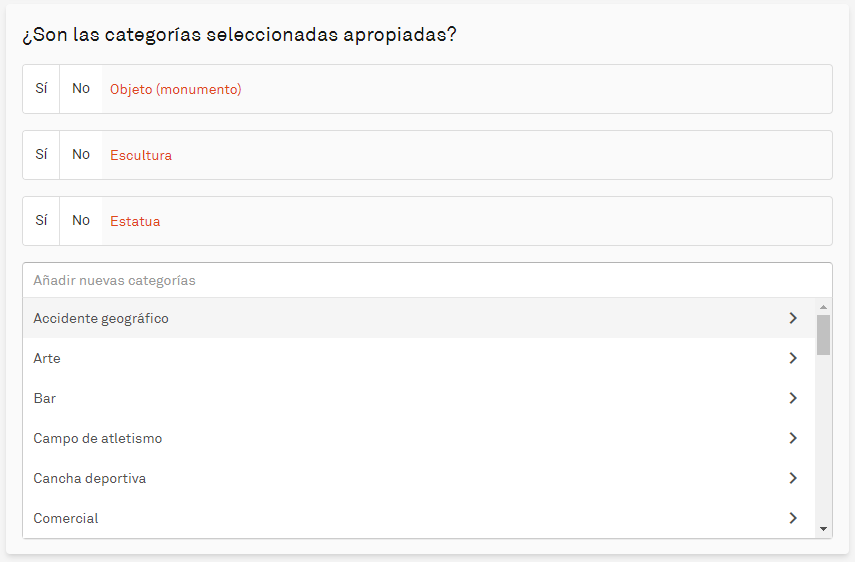 ¿Son las categorías seleccionadas apropiadas?
Sí No Objeto (monumento)
Sí No Escultura
Sí No Estatua
Añadir nuevas categorías
Accidente geográfico
Arte
Bar
Campo de atletismo
Cancha deportiva
Comercial